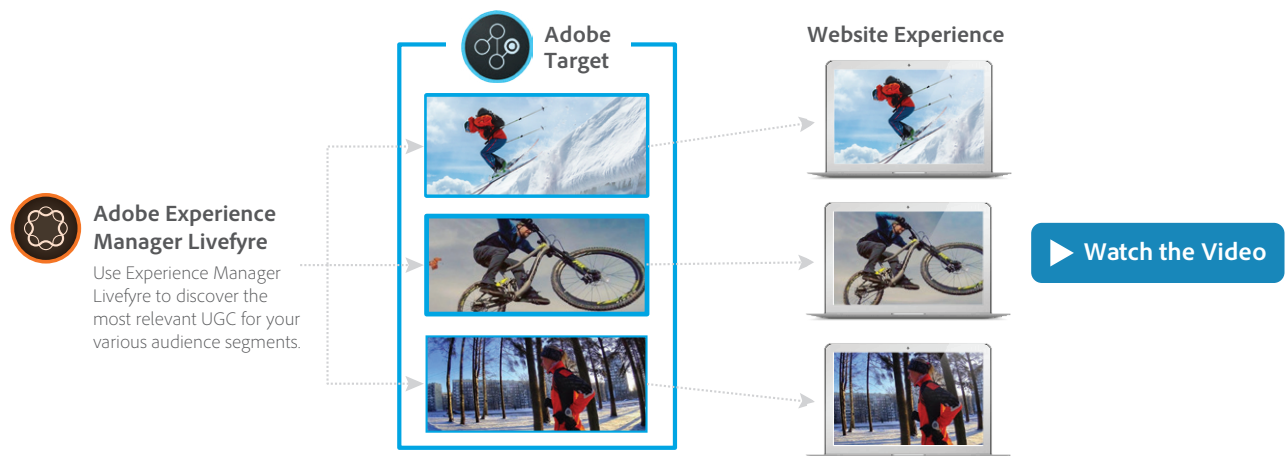 Adobe
Target
Website Experience
Adobe Experience
Manager Livefyre
Use Experience Manager
Livefyre to discover the
most relevant UGC for your
various audience segments.
Watch the Video